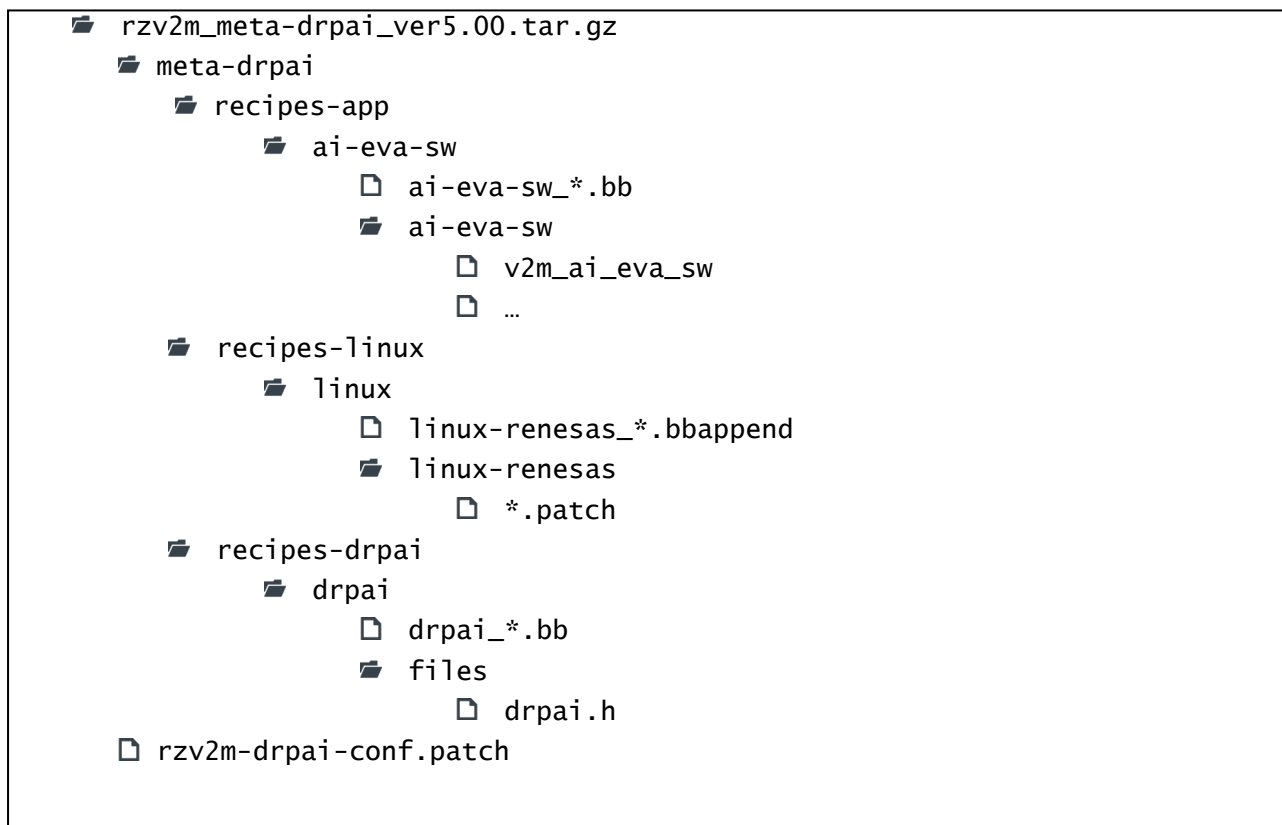 rzv2m_meta-drpai_ver5.00.tar.gz
meta-drpai
recipes-app
ai-eva-sw
ai-eva-sw_*.bb
ai-eva-sw
v2m_ai_eva_sw
…
recipes-linux
linux
linux-renesas_*.bbappend
linux-renesas
*.patch
recipes-drpai
drpai
drpai_*.bb
files
drpai.h
rzv2m-drpai-conf.patch